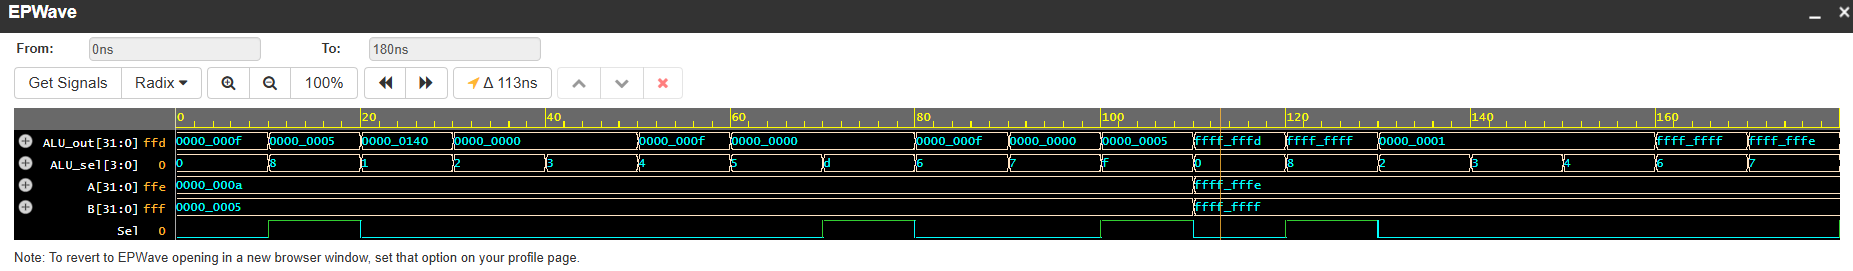 EPWave
From: 0ns To: 180ns
Get Signals Radix 100% Δ 113ns
0 20 40 60 80 100 120 140 160
ALU_out[31:0] ffd 0000_000f 0000_0005 0000_0140 0000_0000 0000_000f 0000_0000 0000_000f 0000_0000 0000_0005 ffff_fffd ffff_ffff 0000_0001 ffff_ffff ffff_fffe
ALU_sel[3:0] 0 0 8 1 2 3 4 5 d 6 7 f 0 8 2 3 4 6 7
A[31:0] ffe 0000_000a ffff_fffe
B[31:0] fff 0000_0005 ffff_ffff
Sel 0
Note: To revert to EPWave opening in a new browser window, set that option on your profile page.